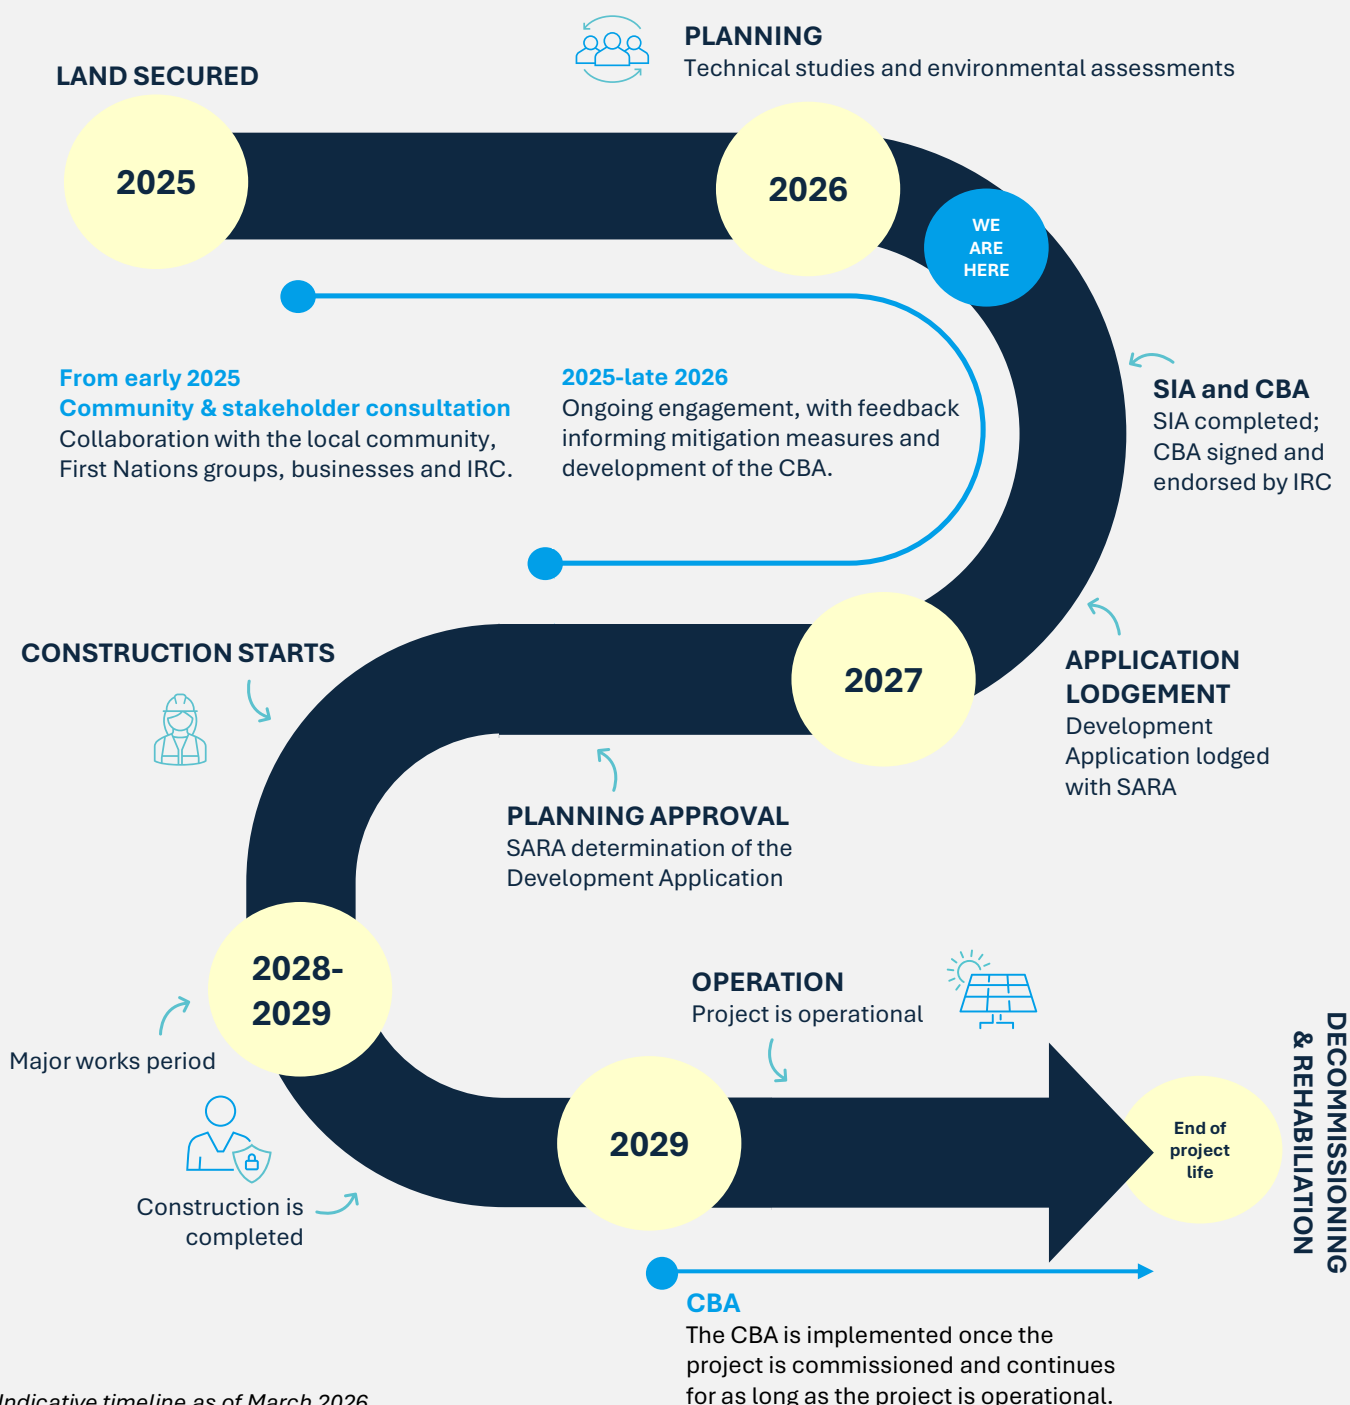 LAND SECURED
PLANNING
Technical studies and environmental assessments
2025
2026
WE
ARE
HERE
From early 2025
Community & stakeholder consultation
Collaboration with the local community,
First Nations groups, businesses and IRC.
2025-late 2026
Ongoing engagement, with feedback
informing mitigation measures and
development of the CBA.
SIA and CBA
SIA completed;
CBA signed and
endorsed by IRC
APPLICATION
LODGEMENT
Development
Application lodged
with SARA
2027
CONSTRUCTION STARTS
PLANNING APPROVAL
SARA determination of the
Development Application
2028-
2029
Major works period
Construction is
completed
2029
OPERATION
Project is operational
End of
project
life
DECOMMISSIONING
& REHABILIATION
CBA
The CBA is implemented once the
project is commissioned and continues
for as long as the project is operational.
Indicative timeline as of March 2026